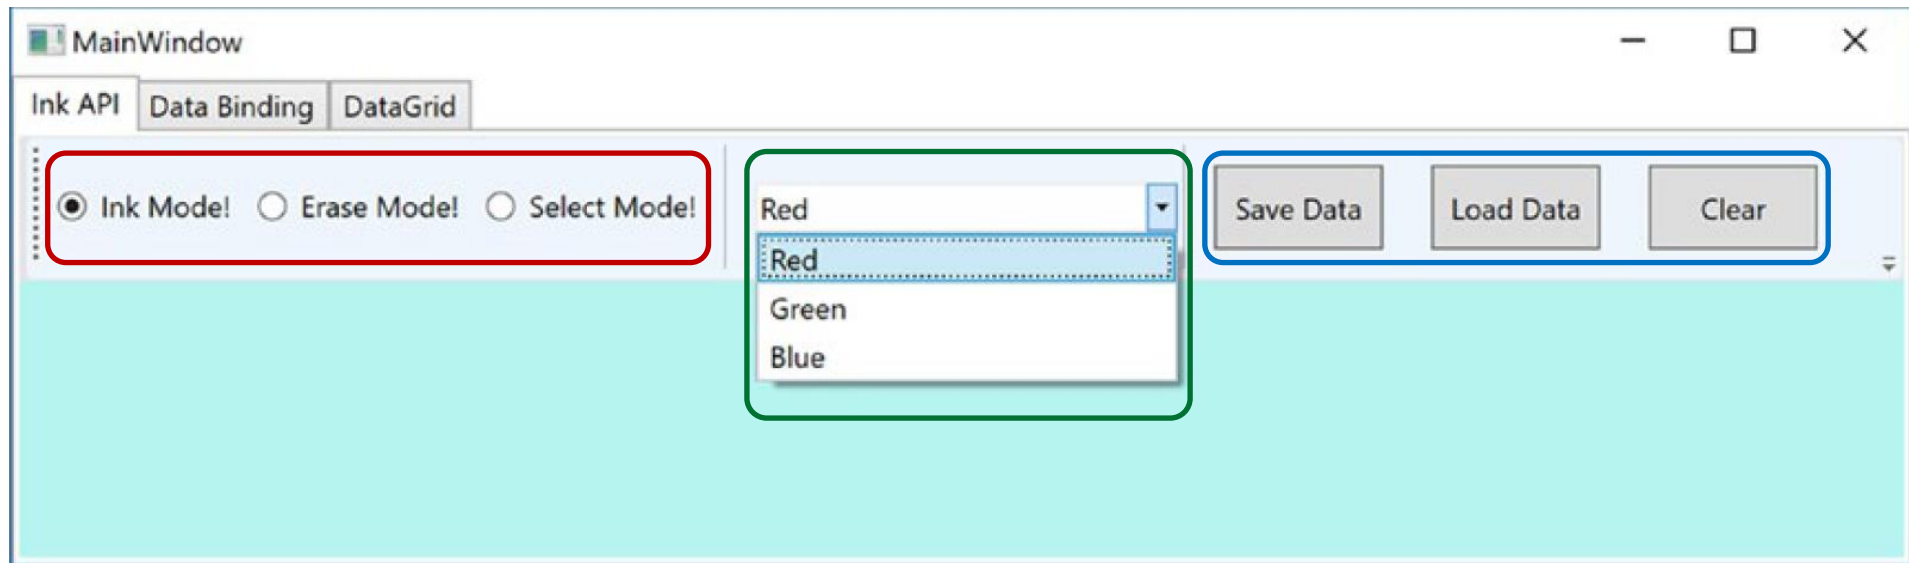 MainWindow
Ink API Data Binding DataGrid
Ink Mode! Erase Mode! Select Mode! Red Save Data Load Data Clear
Red
Green
Blue